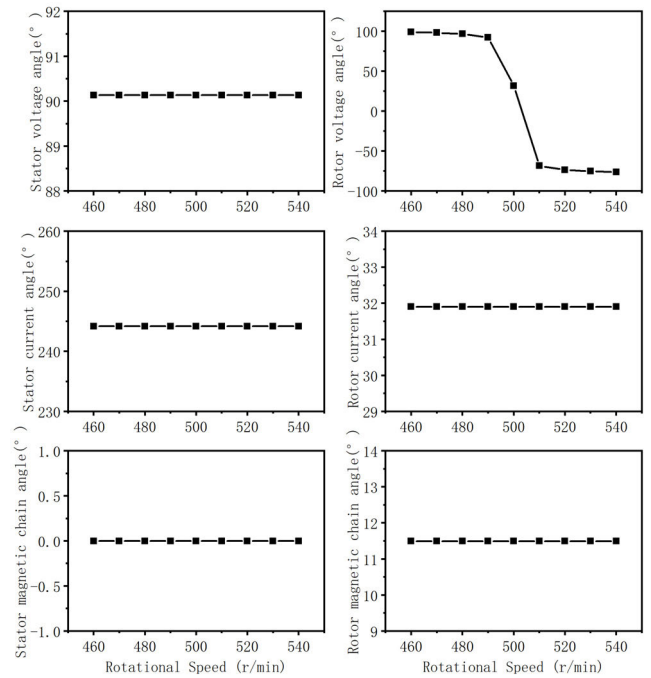 Stator voltage angle(°)
92
91
90
89
88
460 480 500 520 540
Rotor voltage angle(°)
100
50
0
-50
-100
460 480 500 520 540
Stator current angle(°)
260
250
240
230
460 480 500 520 540
Rotor current angle(°)
34
33
32
31
30
29
460 480 500 520 540
Stator magnetic chain angle(°)
1.0
0.5
0.0
-0.5
-1.0
460 480 500 520 540
Rotational Speed (r/min)
Rotor magnetic chain angle(°)
14
13
12
11
10
9
460 480 500 520 540
Rotational Speed (r/min)